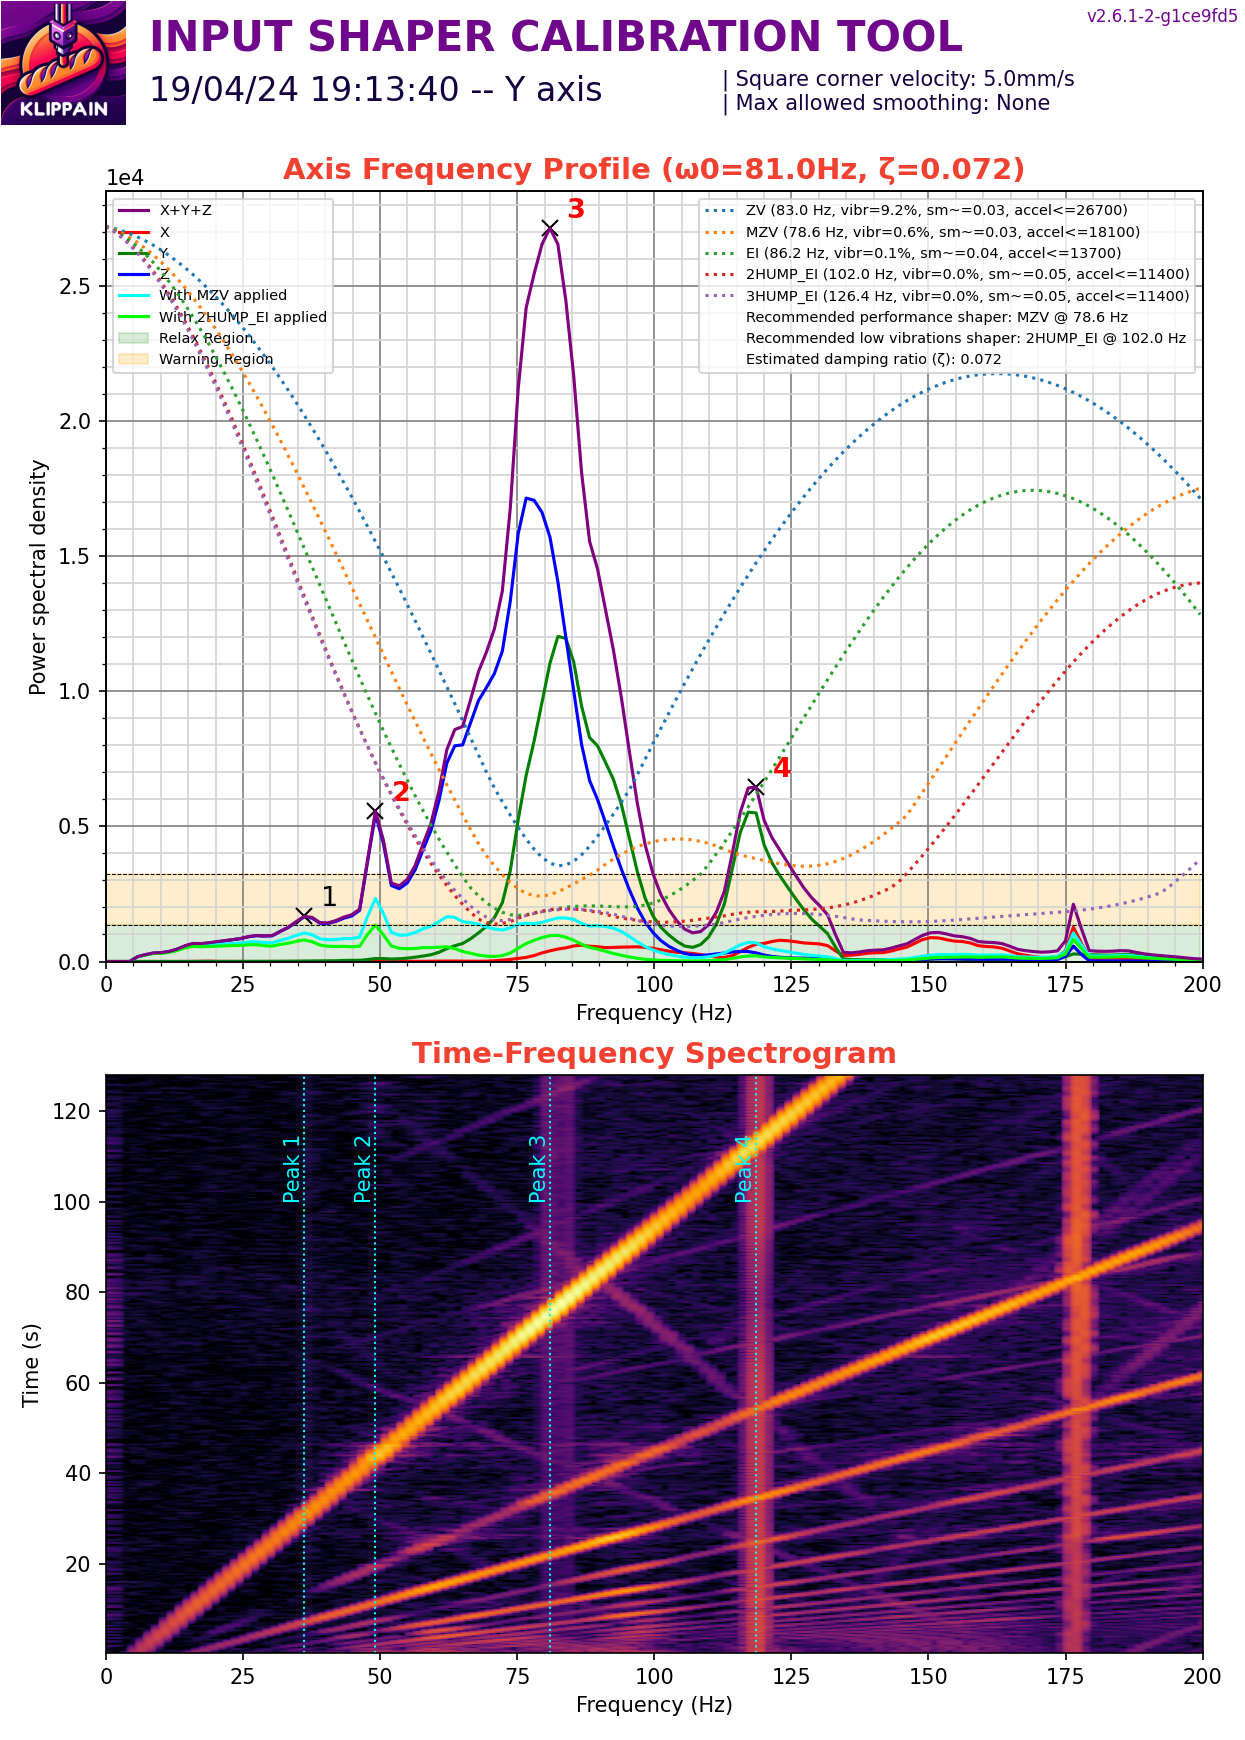 v2.6.1-2-g1ce9fd5
INPUT SHAPER CALIBRATION TOOL
19/04/24 19:13:40 -- Y axis
| Square corner velocity: 5.0mm/s
| Max allowed smoothing: None
KLIPPAIN
Axis Frequency Profile (ω0=81.0Hz, ζ=0.072)
1e4
X+Y+Z
X
Y
Z
With MZV applied
With 2HUMP_EI applied
Relax Region
Warning Region
ZV (83.0 Hz, vibr=9.2%, sm~=0.03, accel<=26700)
MZV (78.6 Hz, vibr=0.6%, sm~=0.03, accel<=18100)
EI (86.2 Hz, vibr=0.1%, sm~=0.04, accel<=13700)
2HUMP_EI (102.0 Hz, vibr=0.0%, sm~=0.05, accel<=11400)
3HUMP_EI (126.4 Hz, vibr=0.0%, sm~=0.05, accel<=11400)
Recommended performance shaper: MZV @ 78.6 Hz
Recommended low vibrations shaper: 2HUMP_EI @ 102.0 Hz
Estimated damping ratio (ζ): 0.072
3
4
2
1
Power spectral density
2.5
2.0
1.5
1.0
0.5
0.0
0 25 50 75 100 125 150 175 200
Frequency (Hz)
Time-Frequency Spectrogram
Peak 1
Peak 2
Peak 3
Peak 4
Time (s)
120
100
80
60
40
20
0 25 50 75 100 125 150 175 200
Frequency (Hz)